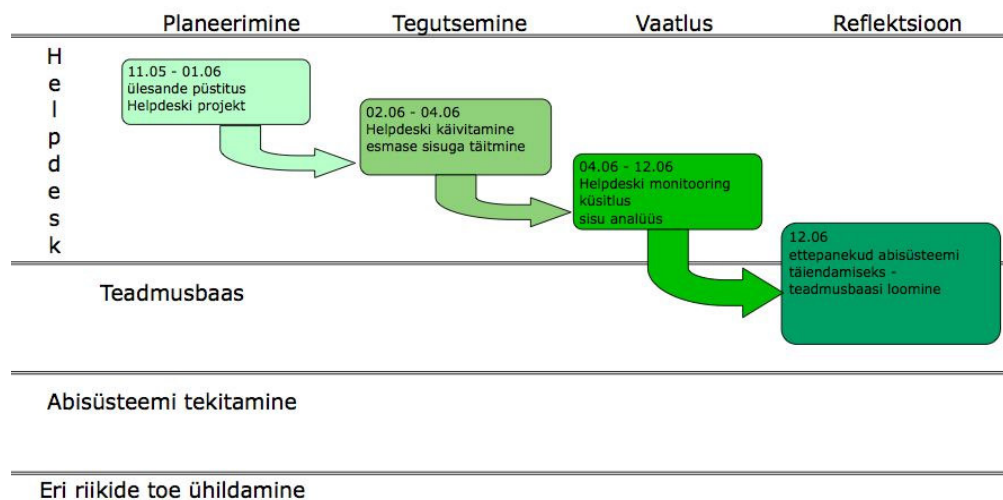 Planeerimine Tegutsemine Vaatlus Reflektsioon
Helpdesk
11.05 - 01.06
ülesande püstitus
Helpdeski projekt
02.06 - 04.06
Helpdeski käivitamine
esmase sisuga täitmine
04.06 - 12.06
Helpdeski monitooring
küsitlus
sisu analüüs
12.06
ettepanekud abisüsteemi
täiendamiseks -
teadmusbaasi loomine
Teadmusbaas
Abisüsteemi tekitamine
Eri riikide toe ühildamine